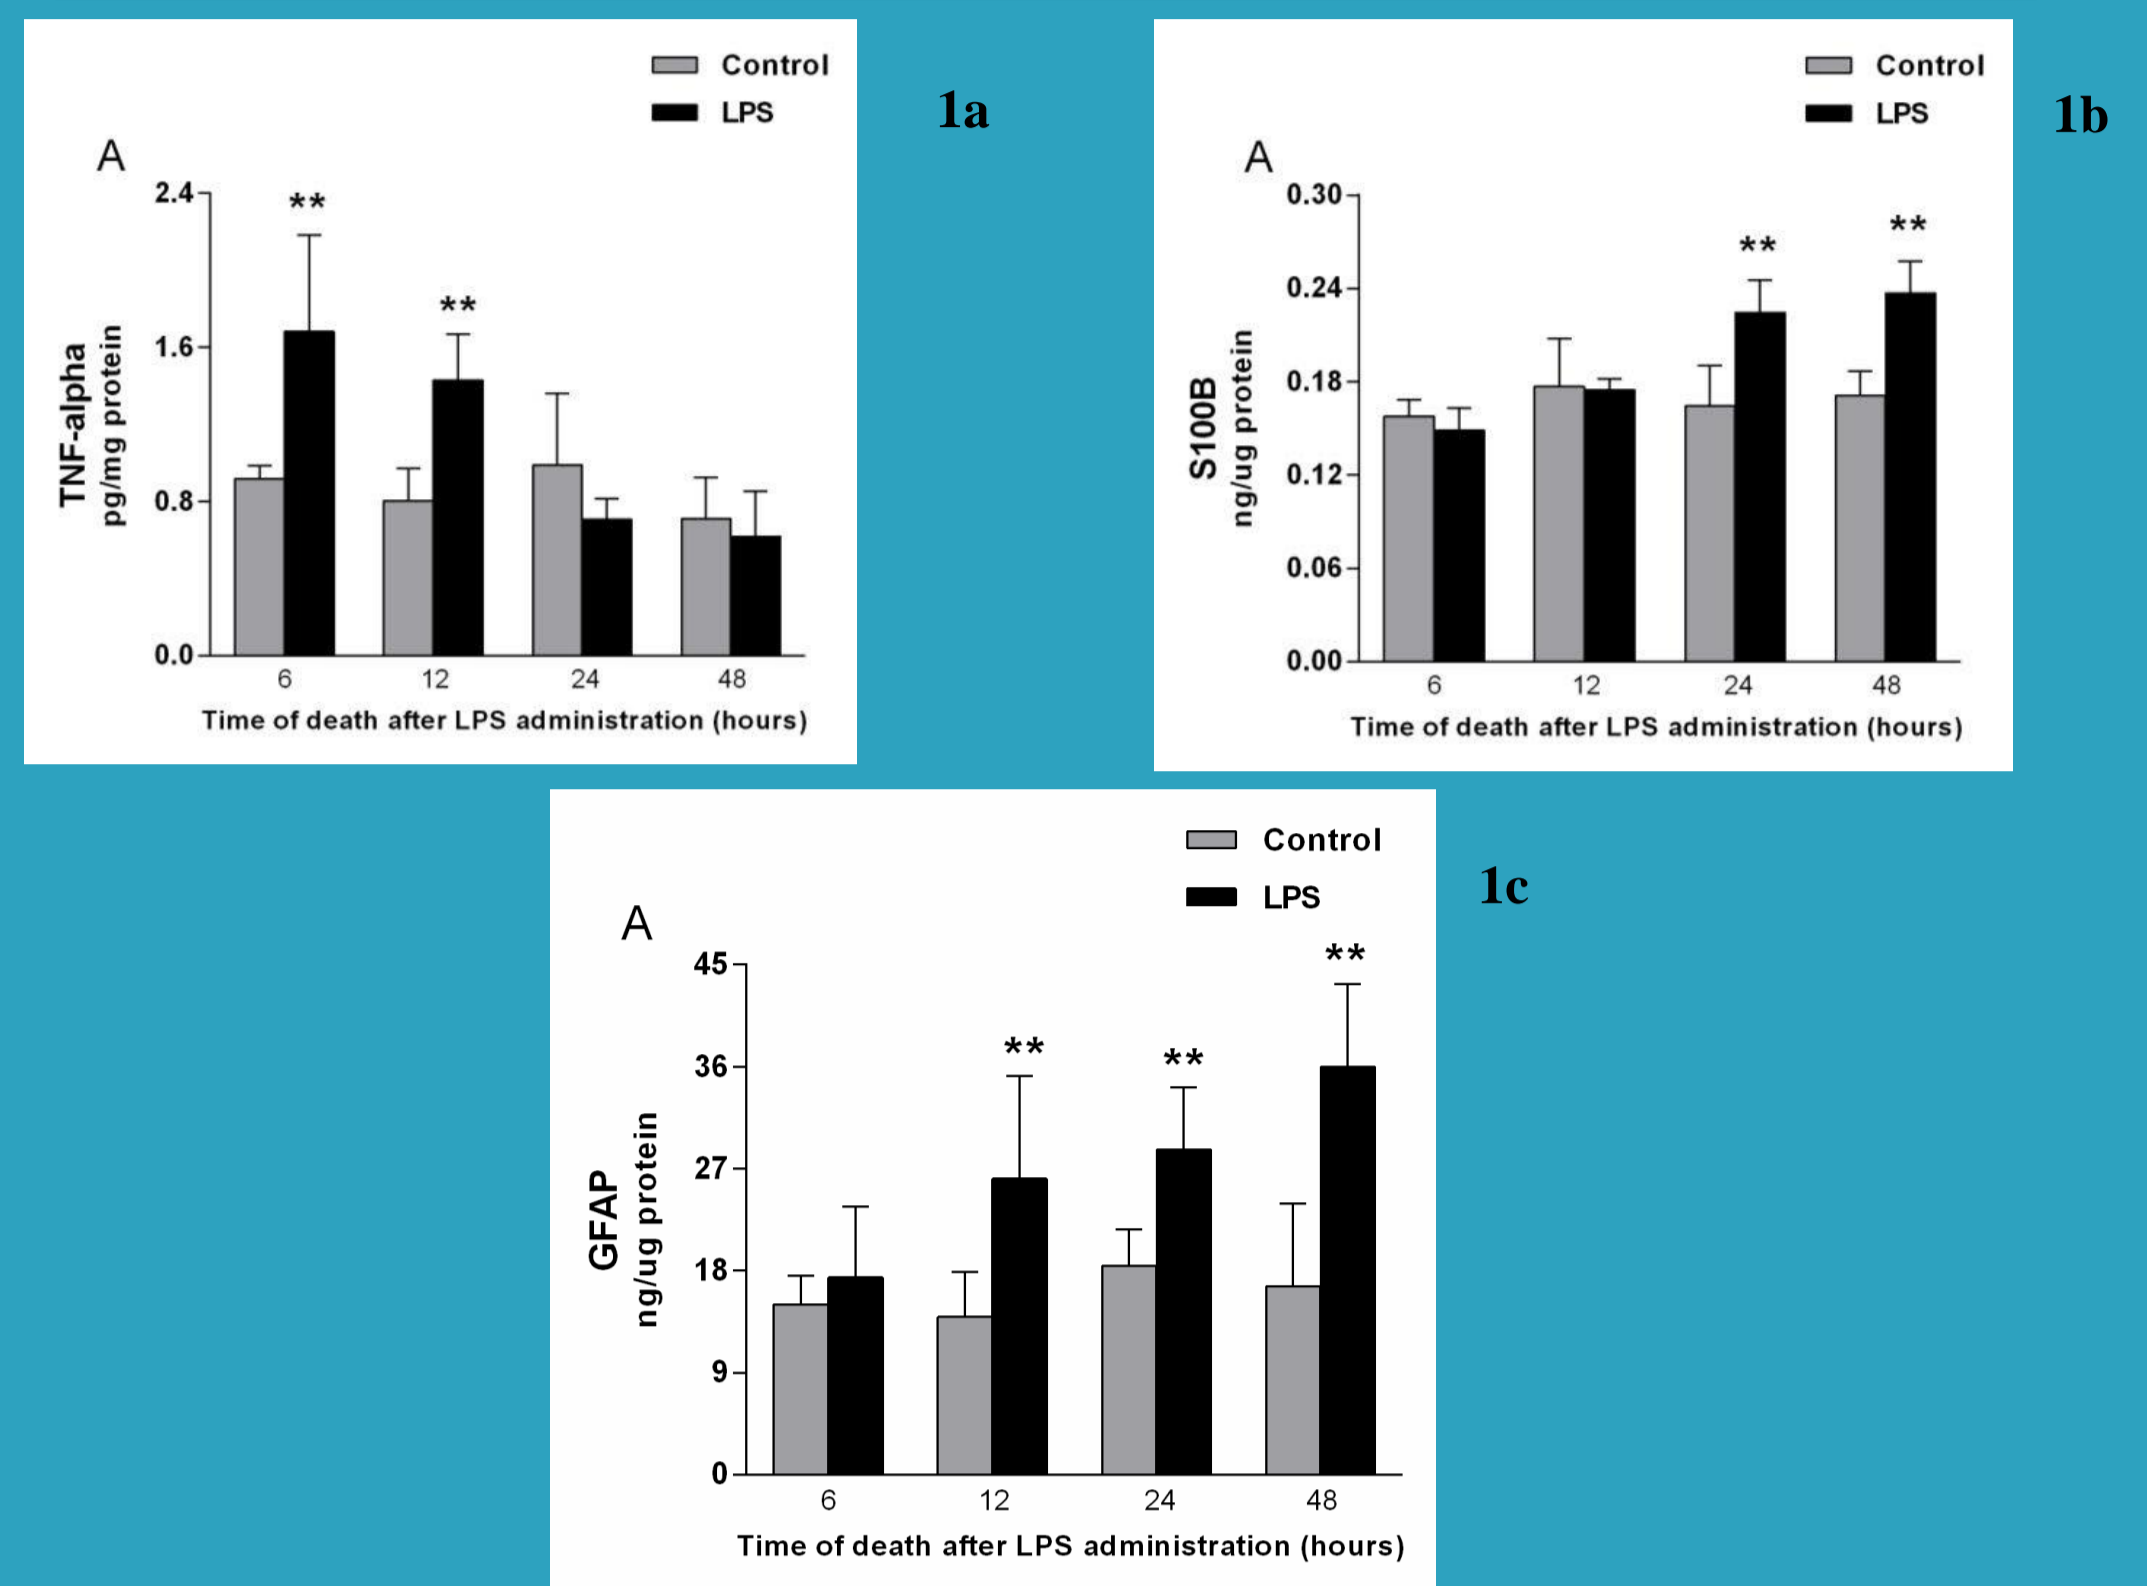 Control
LPS
1a
A
2.4
**
**
1.6
0.8
0.0
TNF-alpha
pg/mg protein
6 12 24 48
Time of death after LPS administration (hours)
Control
LPS
1b
A
0.30
**
**
0.24
0.18
0.12
0.06
0.00
S100B
ng/ug protein
6 12 24 48
Time of death after LPS administration (hours)
Control
LPS
1c
A
45
**
**
**
36
27
18
9
0
GFAP
ng/ug protein
6 12 24 48
Time of death after LPS administration (hours)